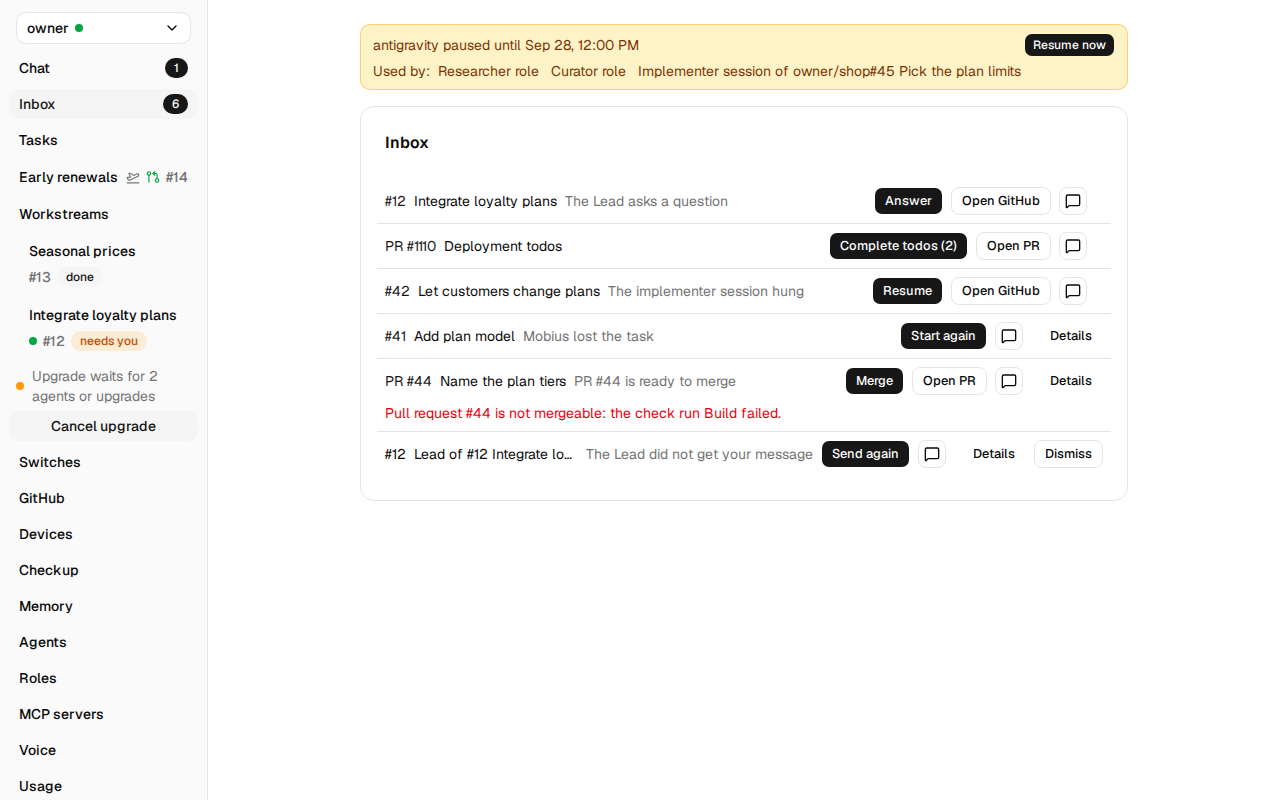 owner
Chat 1
Inbox 6
Tasks
Early renewals #14
Workstreams
Seasonal prices
#13 done
Integrate loyalty plans
#12 needs you
Upgrade waits for 2
agents or upgrades
Cancel upgrade
Switches
GitHub
Devices
Checkup
Memory
Agents
Roles
MCP servers
Voice
Usage
antigravity paused until Sep 28, 12:00 PM Resume now
Used by: Researcher role Curator role Implementer session of owner/shop#45 Pick the plan limits
Inbox
#12 Integrate loyalty plans The Lead asks a question Answer Open GitHub
PR #1110 Deployment todos Complete todos (2) Open PR
#42 Let customers change plans The implementer session hung Resume Open GitHub
#41 Add plan model Mobius lost the task Start again Details
PR #44 Name the plan tiers PR #44 is ready to merge Merge Open PR Details
Pull request #44 is not mergeable: the check run Build failed.
#12 Lead of #12 Integrate lo... The Lead did not get your message Send again Details Dismiss